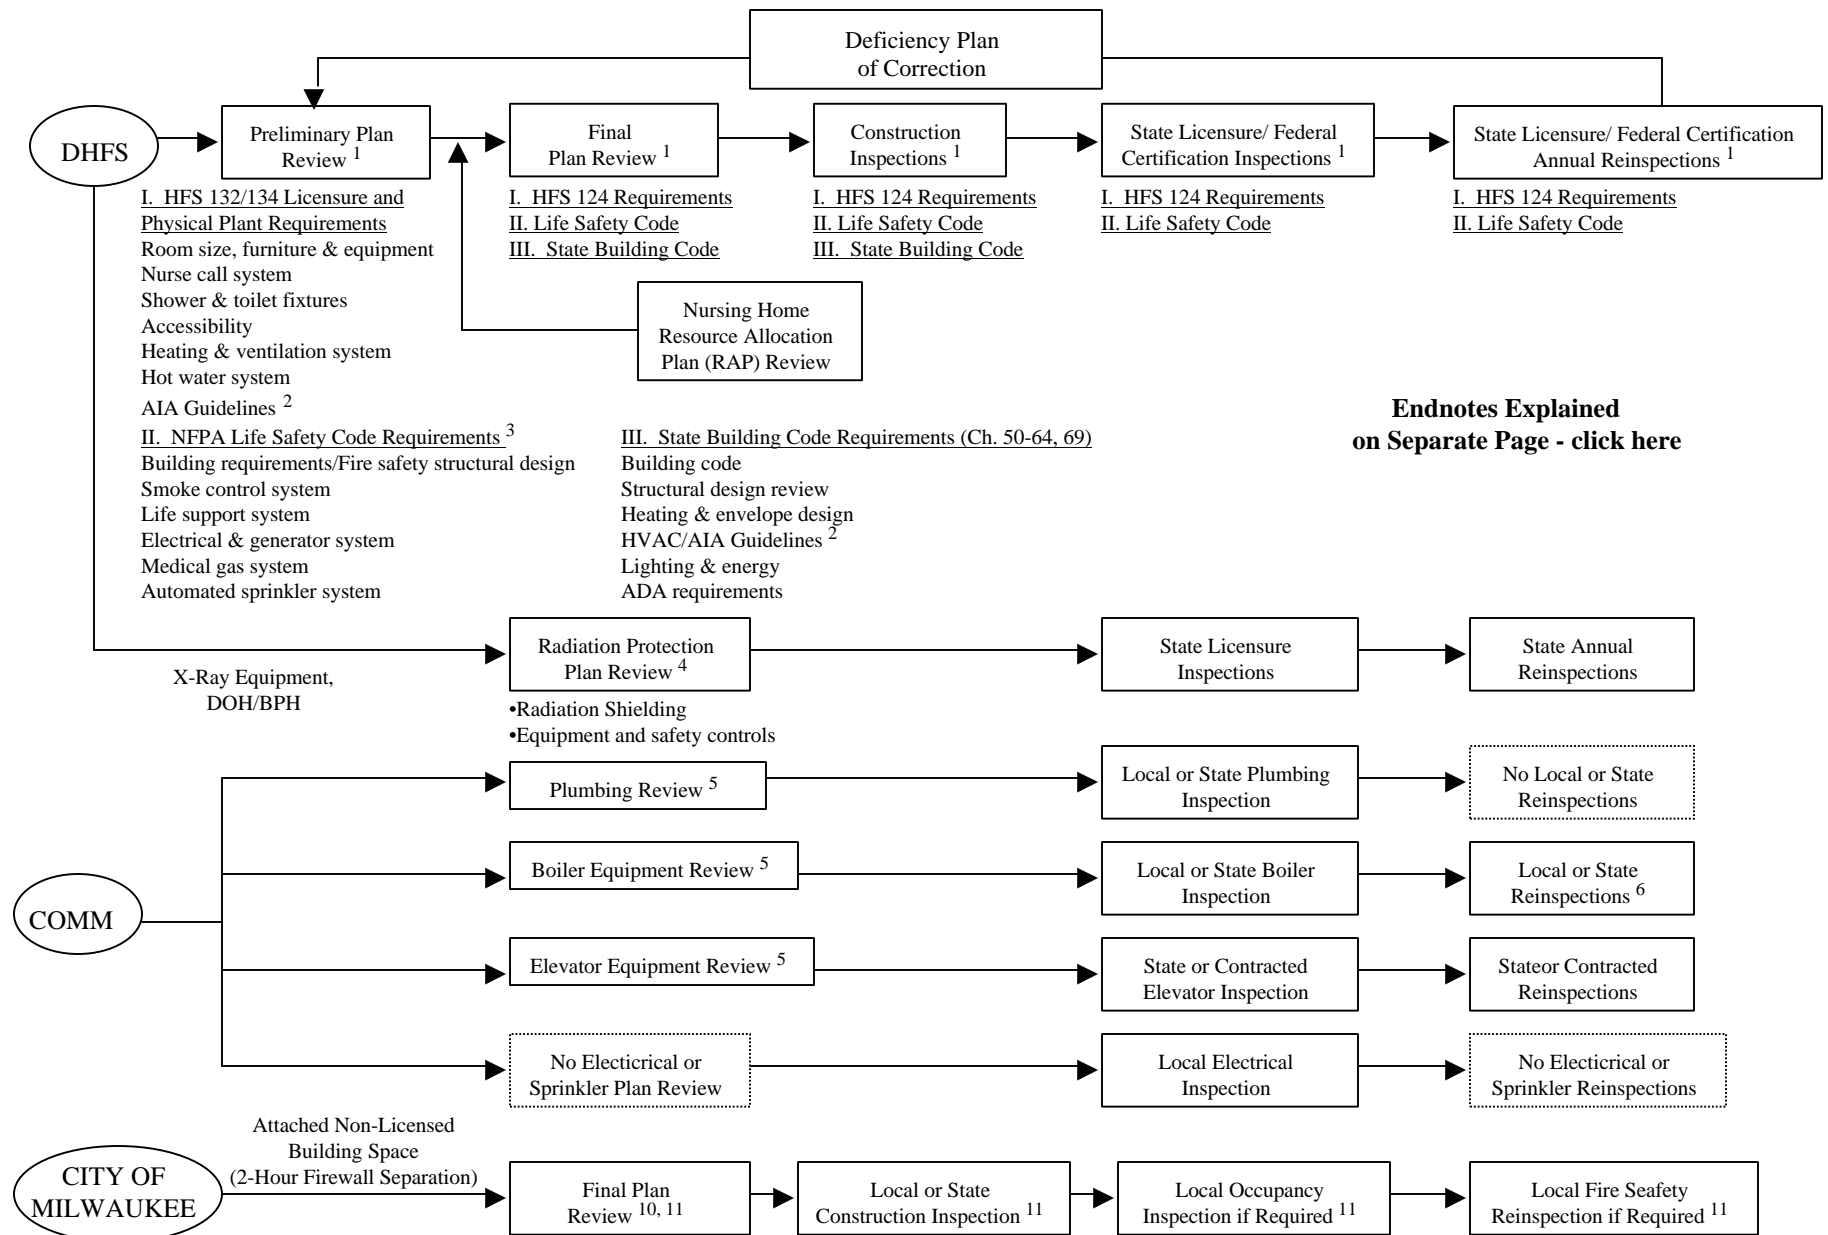 Deficiency Plan
of Correction
DHFS
Preliminary Plan
Review 1
Final
Plan Review 1
Construction
Inspections 1
State Licensure/ Federal
Certification Inspections 1
State Licensure/ Federal Certification
Annual Reinspections 1
I. HFS 132/134 Licensure and
Physical Plant Requirements
Room size, furniture & equipment
Nurse call system
Shower & toilet fixtures
Accessibility
Heating & ventilation system
Hot water system
AIA Guidelines 2
I. HFS 124 Requirements
II. Life Safety Code
III. State Building Code
I. HFS 124 Requirements
II. Life Safety Code
III. State Building Code
I. HFS 124 Requirements
II. Life Safety Code
I. HFS 124 Requirements
II. Life Safety Code
Nursing Home
Resource Allocation
Plan (RAP) Review
Endnotes Explained
on Separate Page - click here
II. NFPA Life Safety Code Requirements 3
Building requirements/Fire safety structural design
Smoke control system
Life support system
Electrical & generator system
Medical gas system
Automated sprinkler system
III. State Building Code Requirements (Ch. 50-64, 69)
Building code
Structural design review
Heating & envelope design
HVAC/AIA Guidelines 2
Lighting & energy
ADA requirements
X-Ray Equipment,
DOH/BPH
Radiation Protection
Plan Review 4
•Radiation Shielding
•Equipment and safety controls
State Licensure
Inspections
State Annual
Reinspections
COMM
Plumbing Review 5
Local or State Plumbing
Inspection
No Local or State
Reinspections
Boiler Equipment Review 5
Local or State Boiler
Inspection
Local or State
Reinspections 6
Elevator Equipment Review 5
State or Contracted
Elevator Inspection
Stateor Contracted
Reinspections
No Electicrical or
Sprinkler Plan Review
Local Electrical
Inspection
No Electicrical or
Sprinkler Reinspections
CITY OF
MILWAUKEE
Attached Non-Licensed
Building Space
(2-Hour Firewall Separation)
Final Plan
Review 10, 11
Local or State
Construction Inspection 11
Local Occupancy
Inspection if Required 11
Local Fire Seafety
Reinspection if Required 11